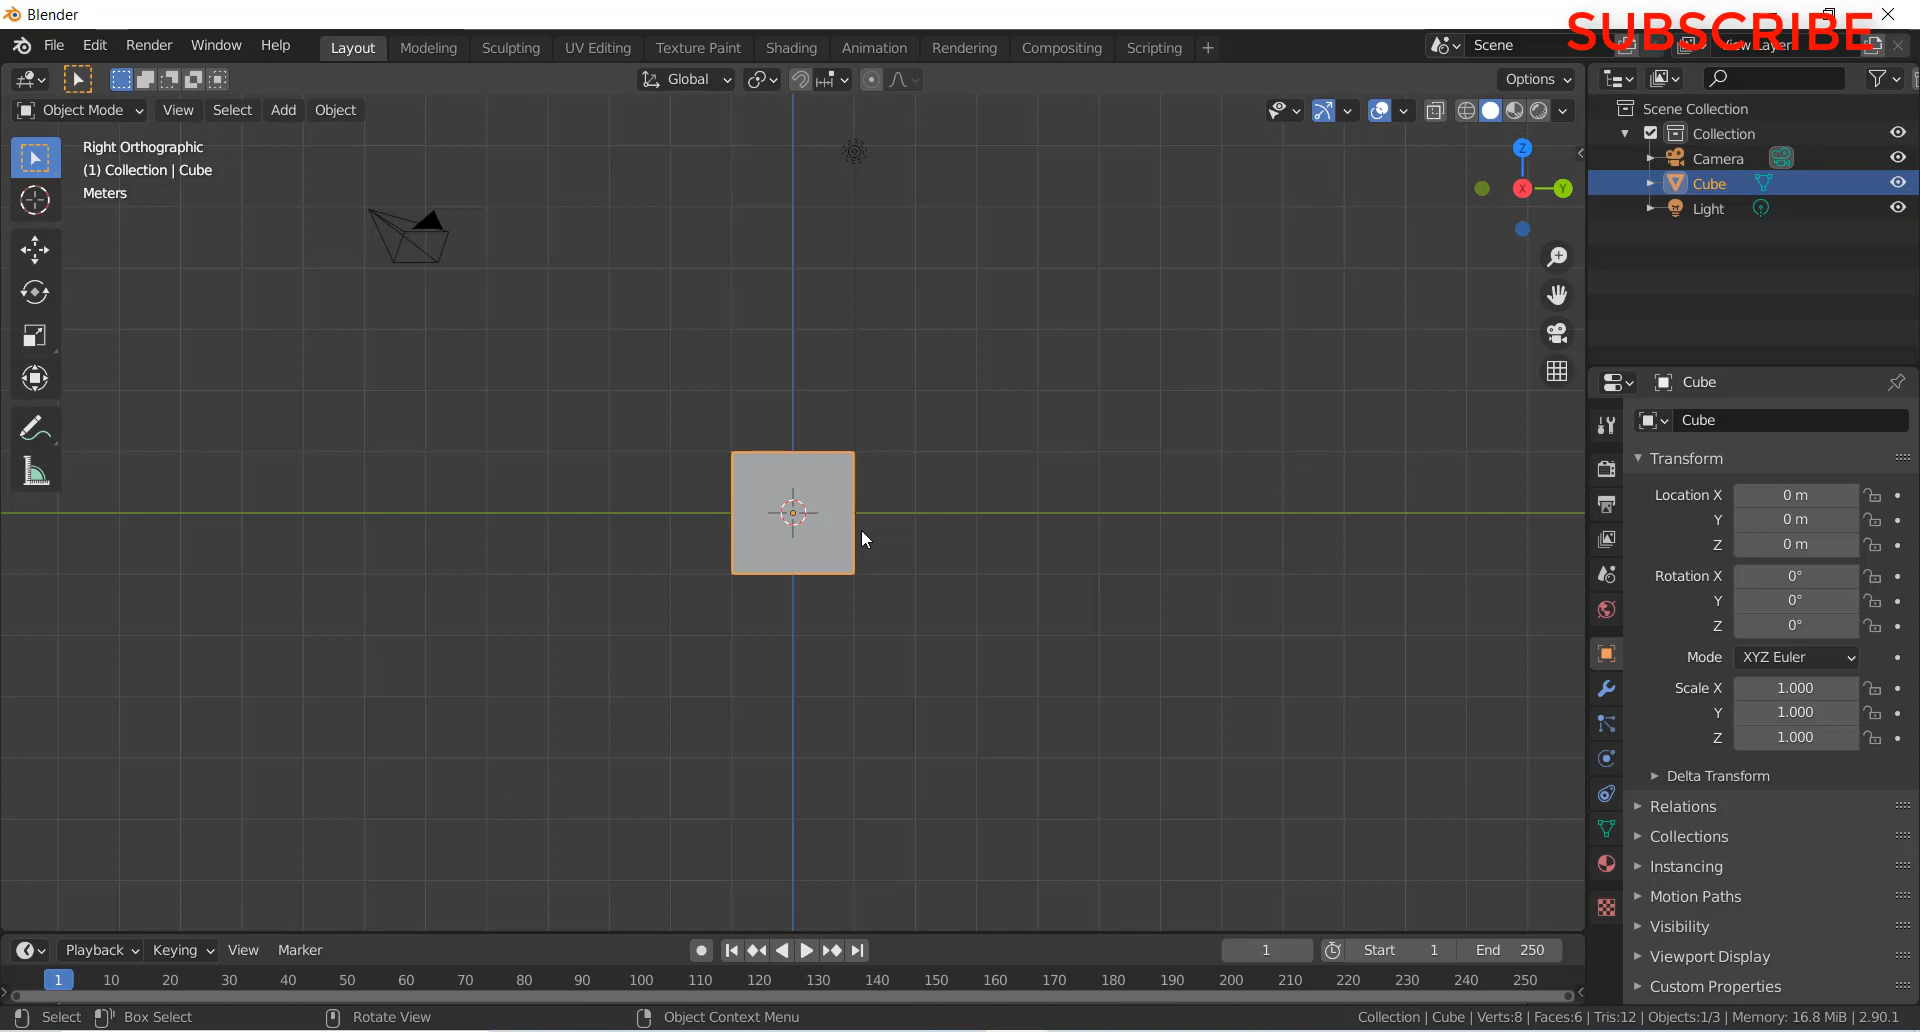 Blender
SUBSCRIBE
File Edit Render Window Help
Layout Modeling Sculpting UV Editing Texture Paint Shading Animation Rendering Compositing Scripting +
Scene
View Layer
Global
Options
Object Mode View Select Add Object
Right Orthographic
(1) Collection | Cube
Meters
Z
X
Y
Scene Collection
Collection
Camera
Cube
Light
Cube
Cube
Transform
Location X 0 m
Y 0 m
Z 0 m
Rotation X 0°
Y 0°
Z 0°
Mode XYZ Euler
Scale X 1.000
Y 1.000
Z 1.000
Delta Transform
Relations
Collections
Instancing
Motion Paths
Visibility
Viewport Display
Custom Properties
Playback Keying View Marker
1 Start 1 End 250
1 10 20 30 40 50 60 70 80 90 100 110 120 130 140 150 160 170 180 190 200 210 220 230 240 250
Select Box Select Rotate View Object Context Menu
Collection | Cube | Verts:8 | Faces:6 | Tris:12 | Objects:1/3 | Memory: 16.8 MiB | 2.90.1